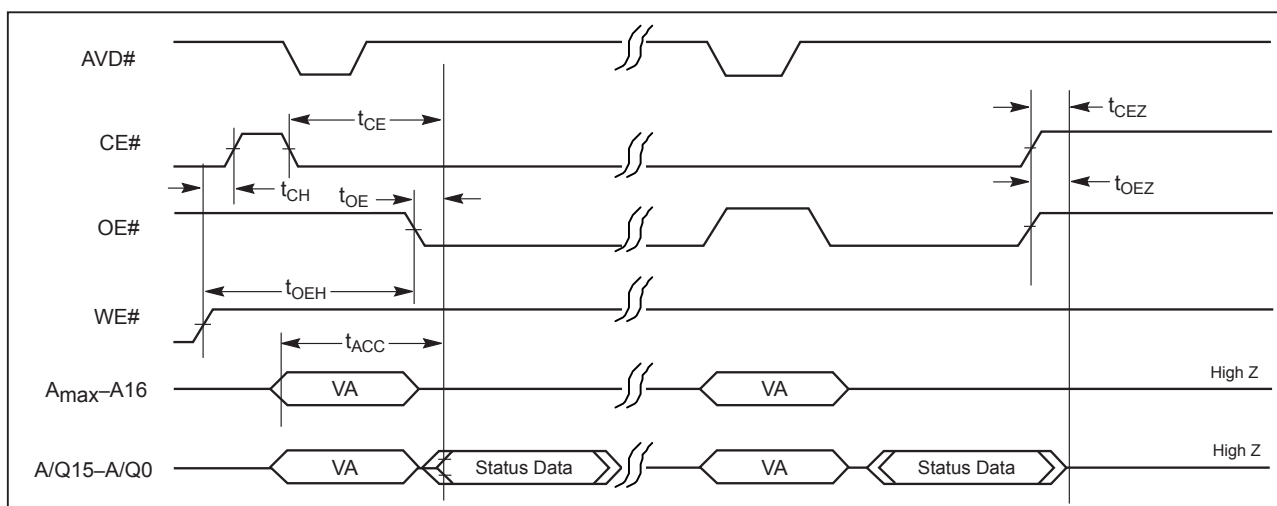 AVD#
t_CEZ
t_CE
CE#
t_CH
t_OE
t_OEZ
OE#
t_OEH
WE#
t_ACC
A_max–A16
VA
VA
High Z
A/Q15–A/Q0
VA
Status Data
VA
Status Data
High Z